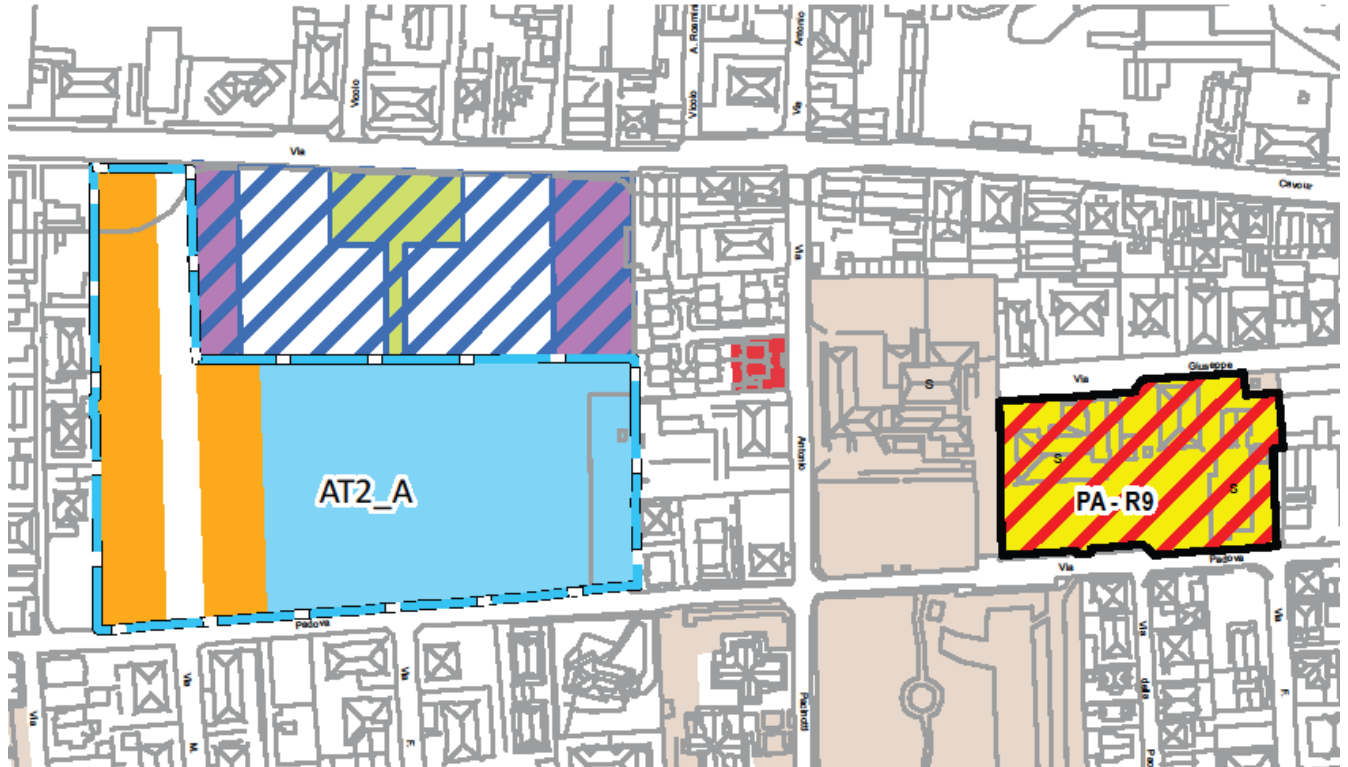 A. Rosmini
Vicolo
Antonio
Via
Vicolo
Via
Cavour
Via
Antonio
Pacinotti
S
Via
Giuseppe
AT2_A
S
S
PA - R9
Via
Padova
Padova
Via
Via
M.
Via
F.
Via
della
Via
F.